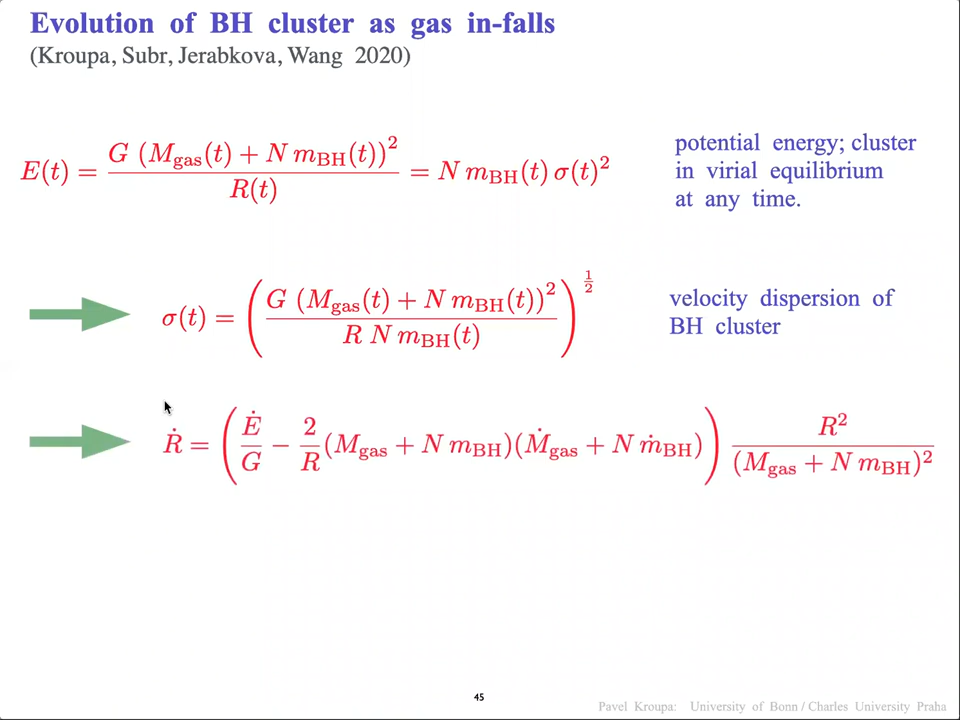 Evolution of BH cluster as gas in-falls
(Kroupa, Subr, Jerabkova, Wang 2020)
E(t) = G (M_gas(t) + N m_BH(t))² / R(t) = N m_BH(t) σ(t)²
potential energy; cluster
in virial equilibrium
at any time.
σ(t) = ( G (M_gas(t) + N m_BH(t))² / R N m_BH(t) )^(1/2)
velocity dispersion of
BH cluster
Ṙ = ( Ė/G − 2/R (M_gas + N m_BH)(Ṁ_gas + N ṁ_BH) ) R² / (M_gas + N m_BH)²
45
Pavel Kroupa: University of Bonn / Charles University Praha